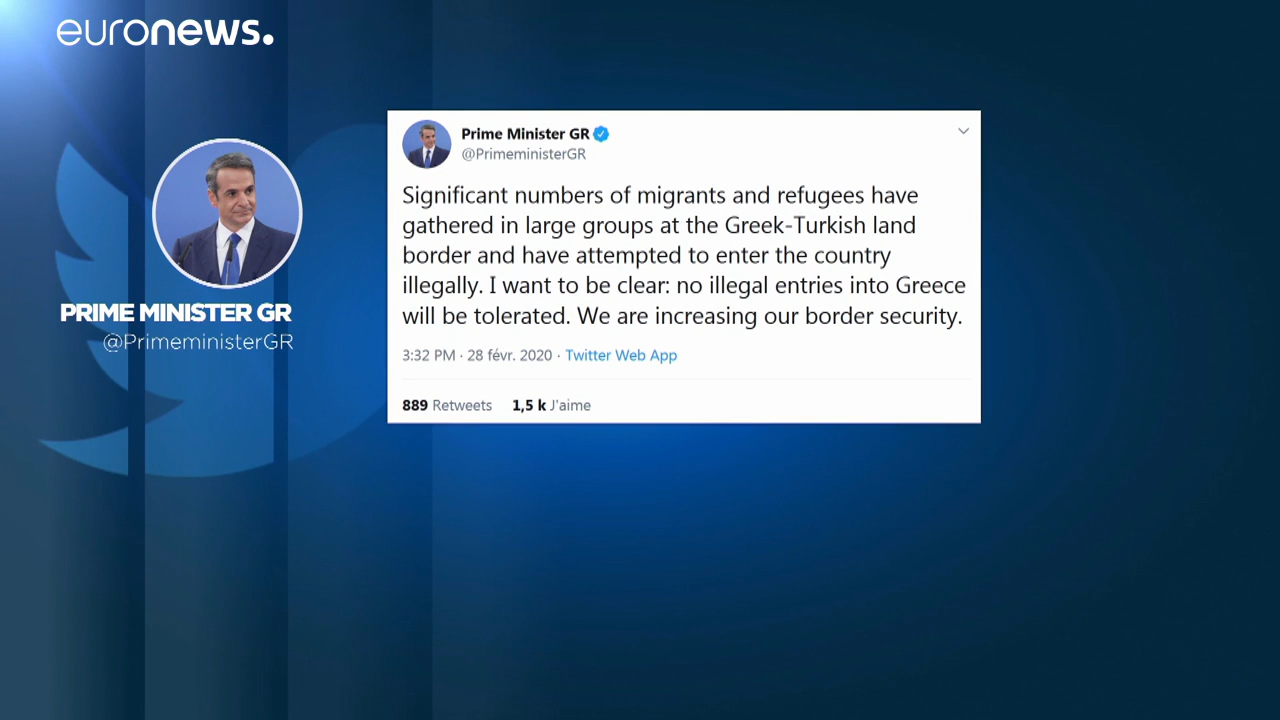 euronews.
PRIME MINISTER GR
@PrimeministerGR
Prime Minister GR
@PrimeministerGR
Significant numbers of migrants and refugees have
gathered in large groups at the Greek-Turkish land
border and have attempted to enter the country
illegally. I want to be clear: no illegal entries into Greece
will be tolerated. We are increasing our border security.
3:32 PM · 28 févr. 2020 · Twitter Web App
889 Retweets 1,5 k J'aime